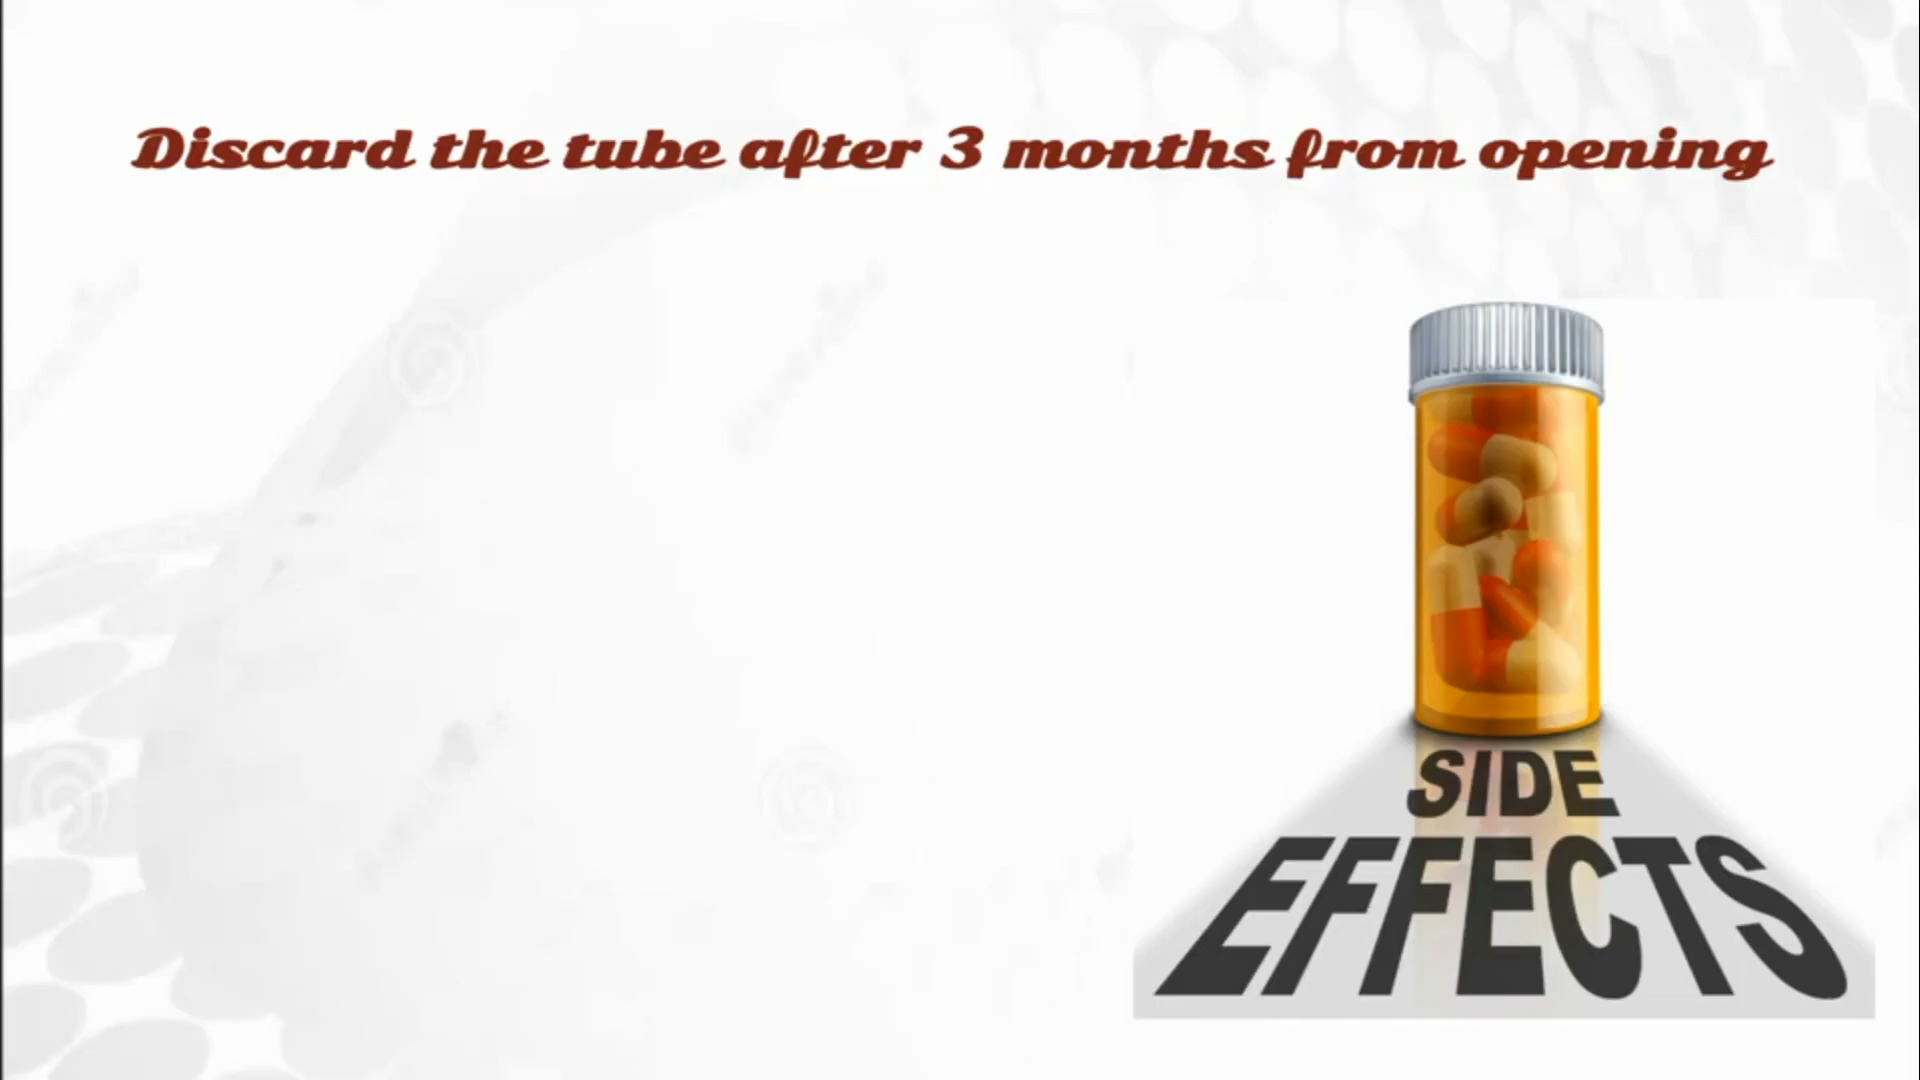 Discard the tube after 3 months from opening
SIDE
EFFECTS